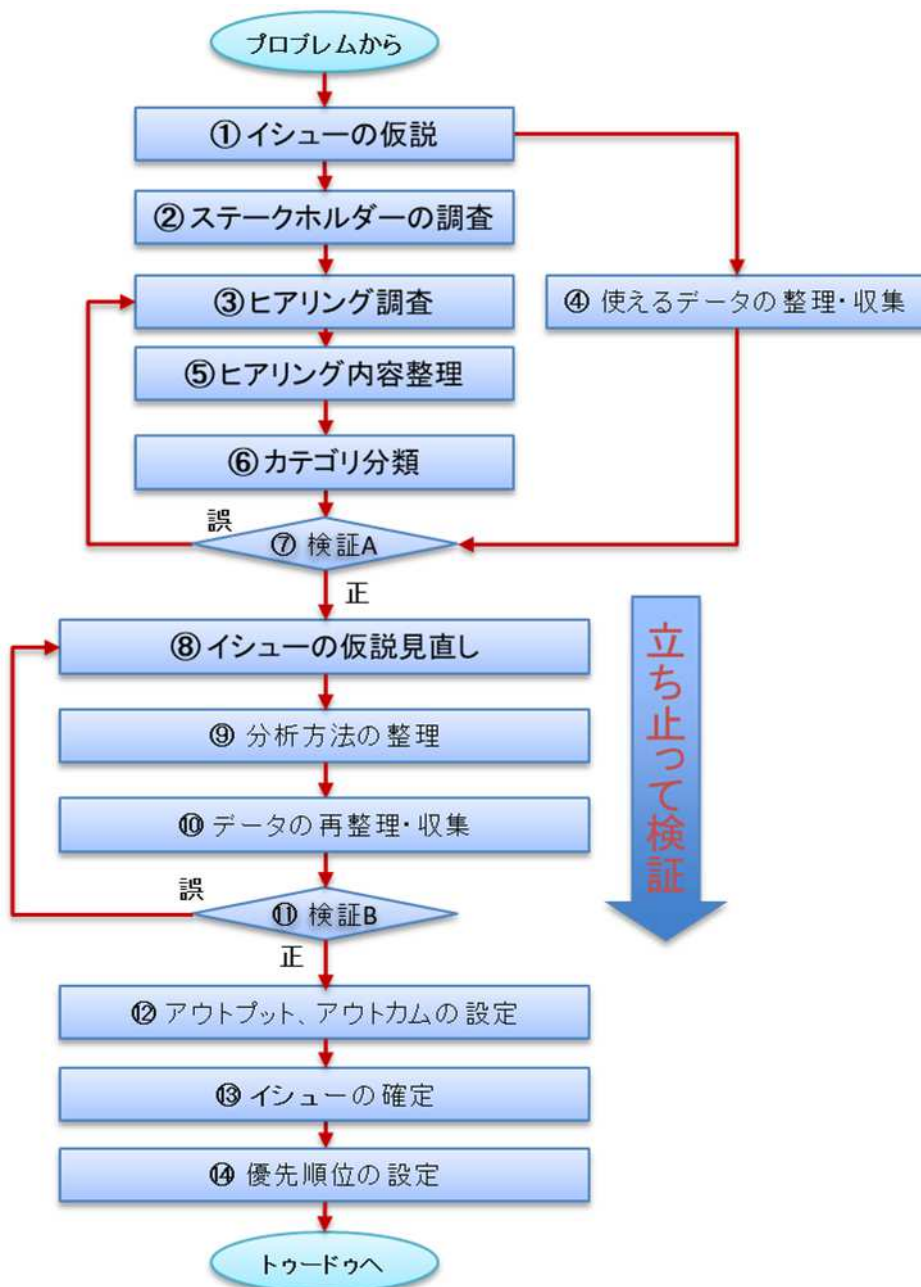 プロブレムから
①イシューの仮説
②ステークホルダーの調査
③ヒアリング調査
④ 使えるデータの整理・収集
⑤ヒアリング内容整理
⑥カテゴリ分類
誤
⑦ 検証A
正
⑧イシューの仮説見直し
立ち止って検証
⑨ 分析方法の整理
⑩ データの再整理・収集
誤
⑪ 検証B
正
⑫ アウトプット、アウトカムの設定
⑬ イシューの確定
⑭ 優先順位の設定
トゥードゥへ